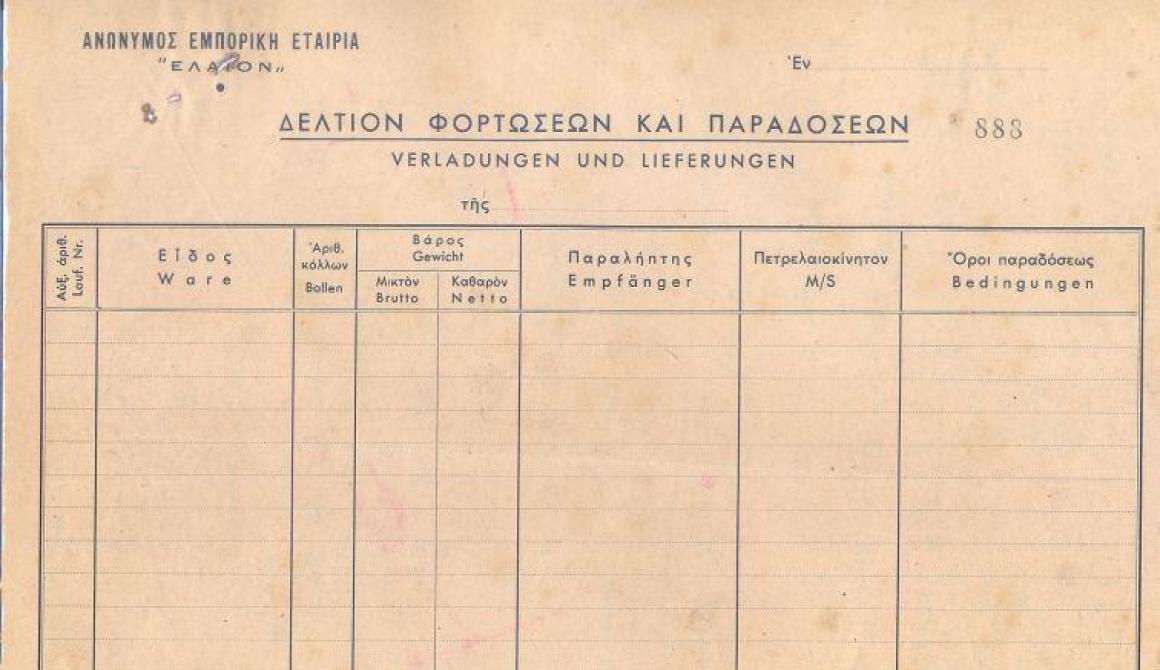 ΑΝΩΝΥΜΟΣ ΕΜΠΟΡΙΚΗ ΕΤΑΙΡΙΑ
"ΕΛΑΙΟΝ„
Ἐν
ΔΕΛΤΙΟΝ ΦΟΡΤΩΣΕΩΝ ΚΑΙ ΠΑΡΑΔΟΣΕΩΝ
888
VERLADUNGEN UND LIEFERUNGEN
τῆς
Αὔξ. ἀριθ.
Lauf. Nr.
Εἶδος
Ware
Ἀριθ.
κόλλων
Ballen
Βάρος
Gewicht
Μικτὸν
Brutto
Καθαρὸν
Netto
Παραλήπτης
Empfänger
Πετρελαιοκίνητον
M/S
Ὅροι παραδόσεως
Bedingungen